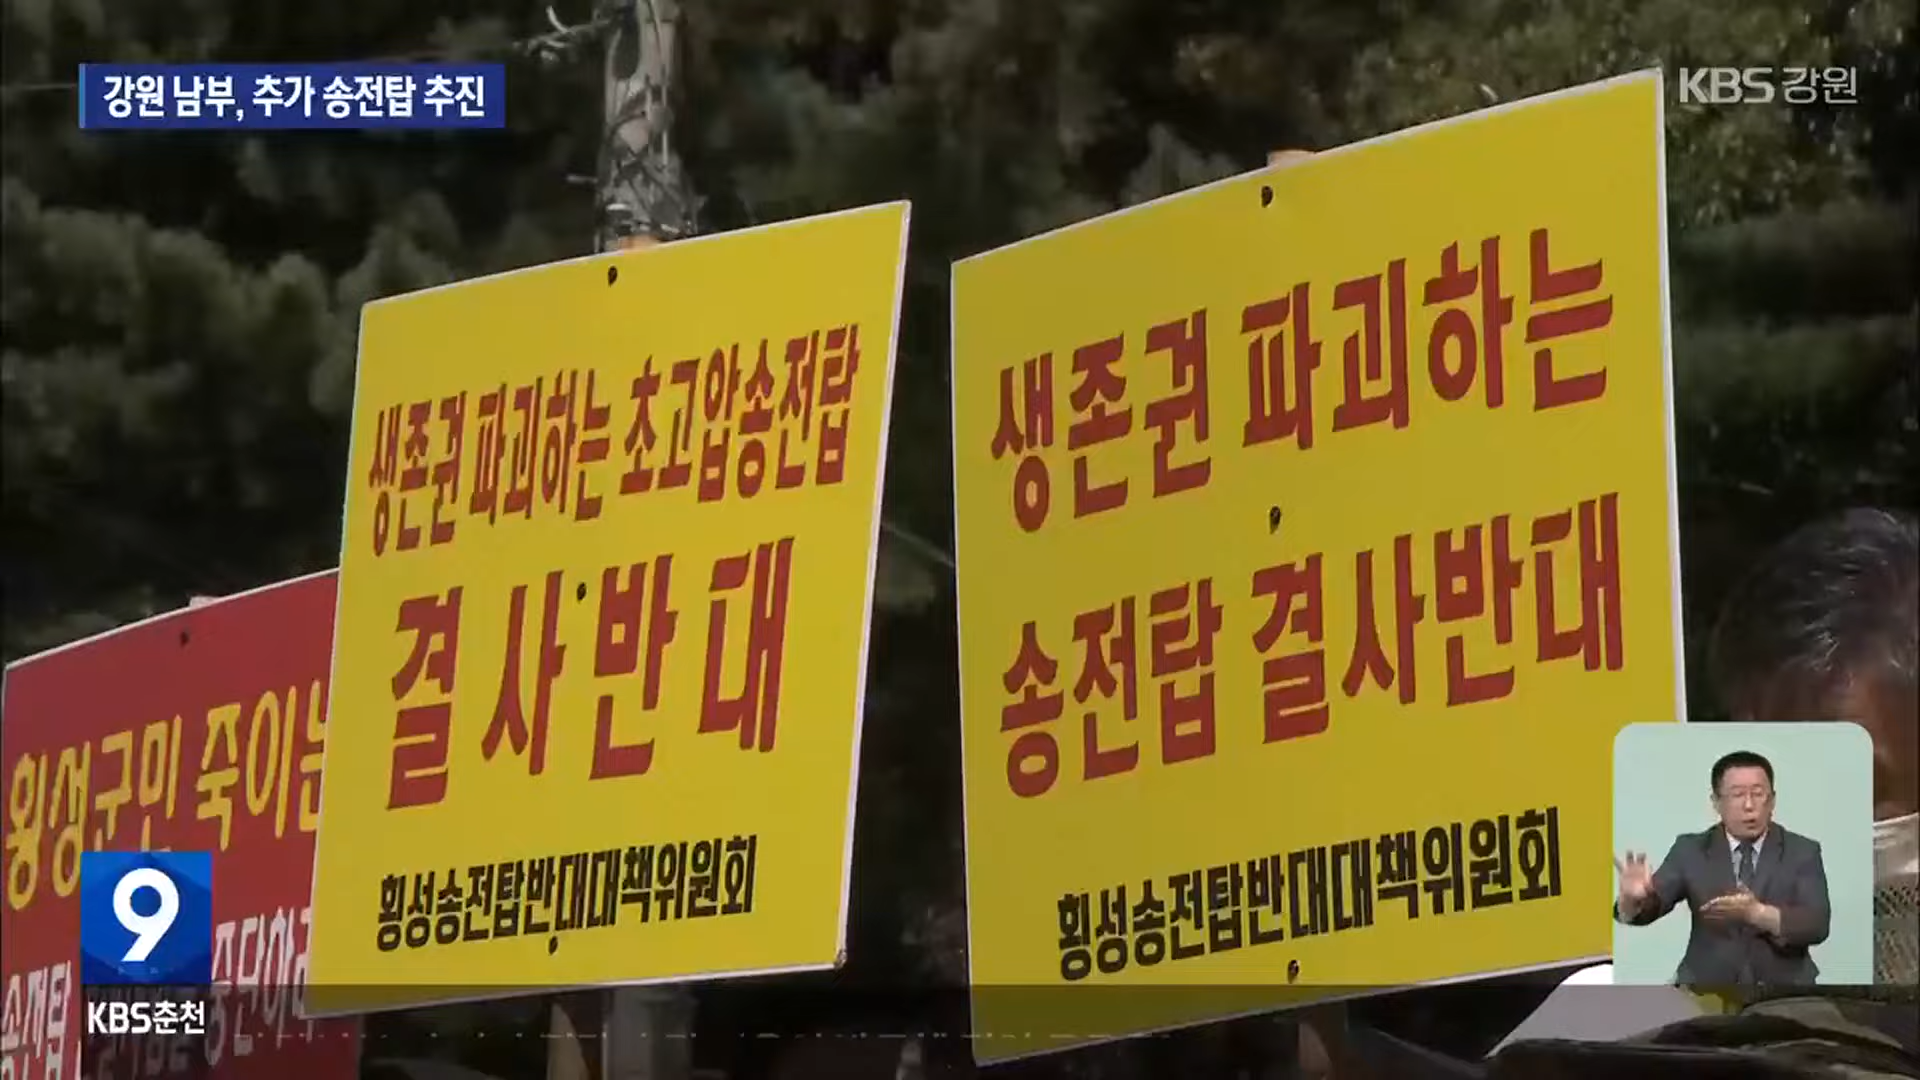 강원 남부, 추가 송전탑 추진
KBS 강원
생존권 파괴하는 초고압송전탑
결사반대
횡성송전탑반대대책위원회
생존권 파괴하는
송전탑 결사반대
횡성송전탑반대대책위원회
횡성군민 죽이는
송전탑
9
KBS춘천